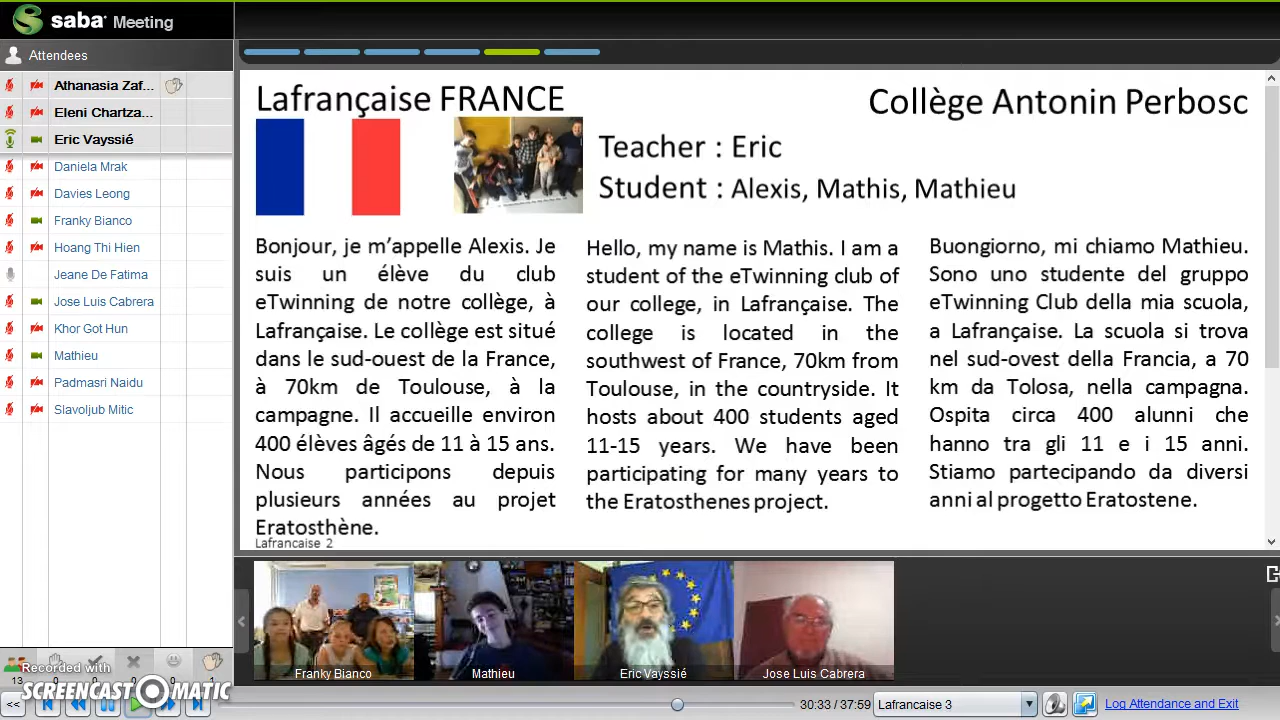 saba Meeting
Attendees
Athanasia Zaf...
Eleni Chartza...
Eric Vayssié
Daniela Mrak
Davies Leong
Franky Bianco
Hoang Thi Hien
Jeane De Fatima
Jose Luis Cabrera
Khor Got Hun
Mathieu
Padmasri Naidu
Slavoljub Mitic
Lafrançaise FRANCE
Collège Antonin Perbosc
Teacher : Eric
Student : Alexis, Mathis, Mathieu
Bonjour, je m’appelle Alexis. Je
suis un élève du club
eTwinning de notre collège, à
Lafrançaise. Le collège est situé
dans le sud-ouest de la France,
à 70km de Toulouse, à la
campagne. Il accueille environ
400 élèves âgés de 11 à 15 ans.
Nous participons depuis
plusieurs années au projet
Eratosthène.
Hello, my name is Mathis. I am a
student of the eTwinning club of
our college, in Lafrançaise. The
college is located in the
southwest of France, 70km from
Toulouse, in the countryside. It
hosts about 400 students aged
11-15 years. We have been
participating for many years to
the Eratosthenes project.
Buongiorno, mi chiamo Mathieu.
Sono uno studente del gruppo
eTwinning Club della mia scuola,
a Lafrançaise. La scuola si trova
nel sud-ovest della Francia, a 70
km da Tolosa, nella campagna.
Ospita circa 400 alunni che
hanno tra gli 11 e i 15 anni.
Stiamo partecipando da diversi
anni al progetto Eratostene.
Lafrancaise 2
Franky Bianco
Mathieu
Eric Vayssié
Jose Luis Cabrera
13
1
Recorded with
SCREENCAST MATIC
<<
30:03 / 37:59
Lafrancaise 3
Log Attendance and Exit